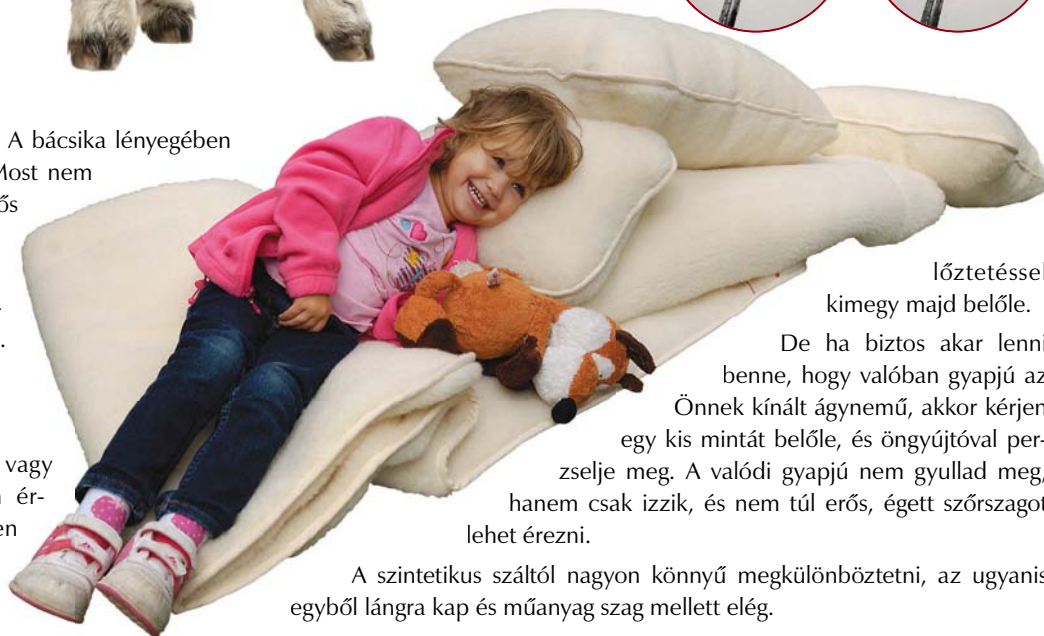 A bácsika lényegében
Most nem
ős
.
vagy
ér-
en
lőztetéssel
kimegy majd belőle.
De ha biztos akar lenni
benne, hogy valóban gyapjú az
Önnek kínált ágynemű, akkor kérjen
egy kis mintát belőle, és öngyújtóval per-
zselje meg. A valódi gyapjú nem gyullad meg,
hanem csak izzik, és nem túl erős, égett szőrszagot
lehet érezni.
A szintetikus száltól nagyon könnyű megkülönböztetni, az ugyanis
egyből lángra kap és műanyag szag mellett elég.